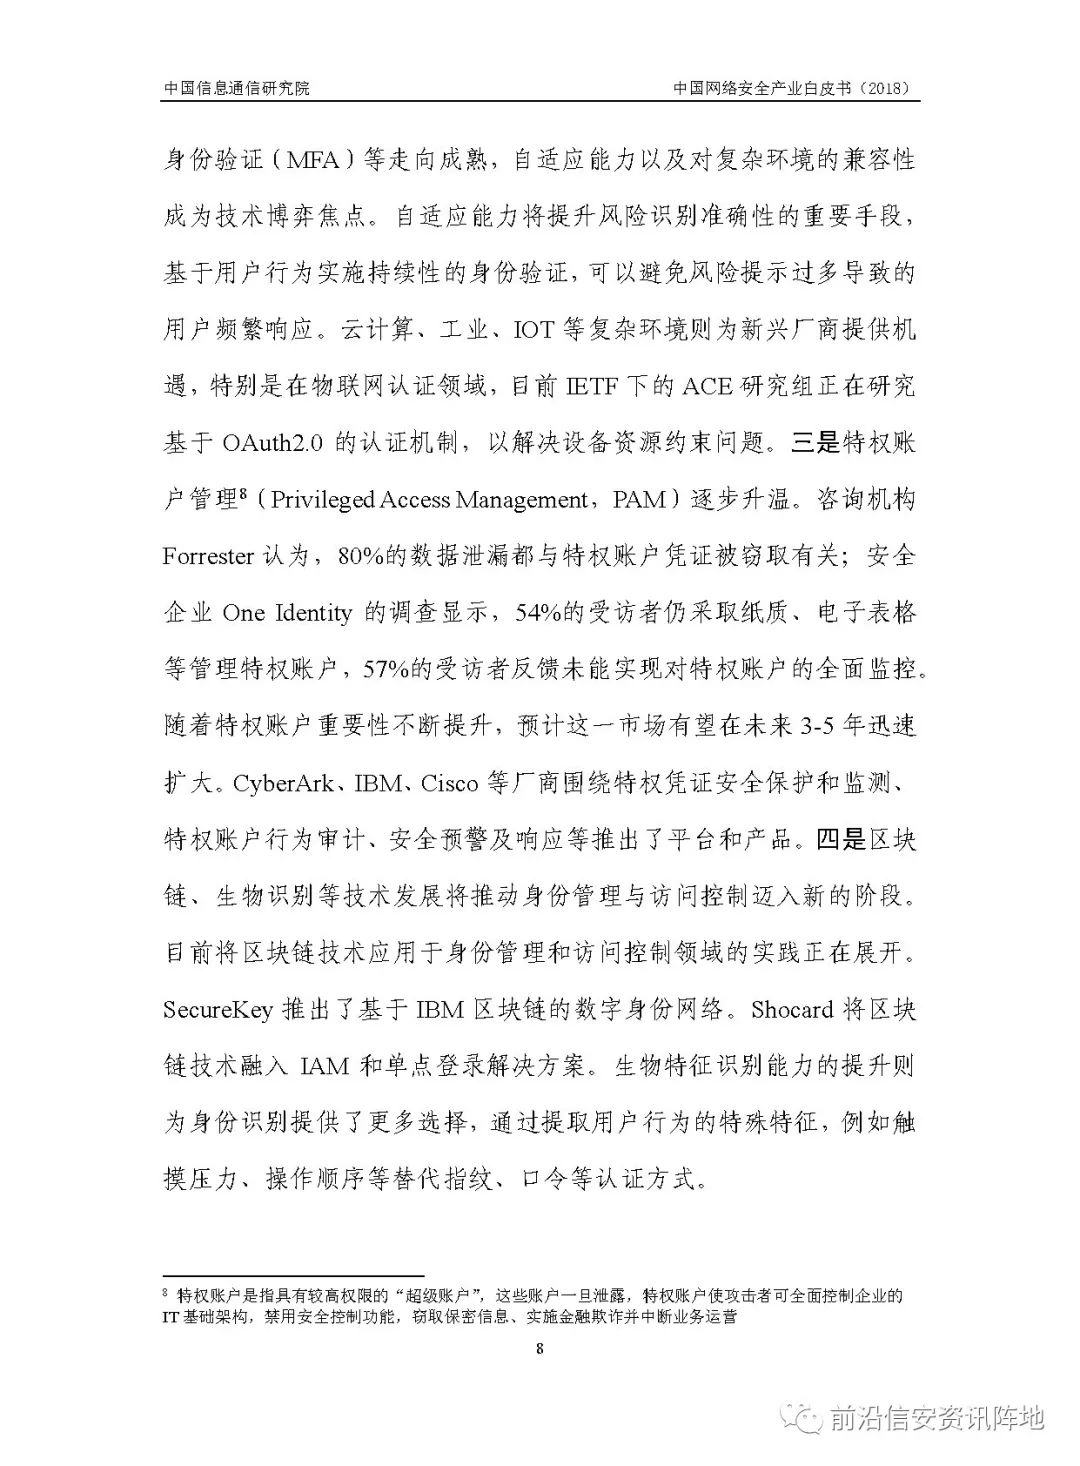 中国信息通信研究院 中国网络安全产业白皮书（2018）
身份验证（MFA）等走向成熟，自适应能力以及对复杂环境的兼容性
成为技术博弈焦点。自适应能力将提升风险识别准确性的重要手段，
基于用户行为实施持续性的身份验证，可以避免风险提示过多导致的
用户频繁响应。云计算、工业、IOT 等复杂环境则为新兴厂商提供机
遇，特别是在物联网认证领域，目前 IETF 下的 ACE 研究组正在研究
基于 OAuth2.0 的认证机制，以解决设备资源约束问题。三是特权账
户管理8（Privileged Access Management，PAM）逐步升温。咨询机构
Forrester 认为，80%的数据泄漏都与特权账户凭证被窃取有关；安全
企业 One Identity 的调查显示，54%的受访者仍采取纸质、电子表格
等管理特权账户，57%的受访者反馈未能实现对特权账户的全面监控。
随着特权账户重要性不断提升，预计这一市场有望在未来 3-5 年迅速
扩大。CyberArk、IBM、Cisco 等厂商围绕特权凭证安全保护和监测、
特权账户行为审计、安全预警及响应等推出了平台和产品。四是区块
链、生物识别等技术发展将推动身份管理与访问控制迈入新的阶段。
目前将区块链技术应用于身份管理和访问控制领域的实践正在展开。
SecureKey 推出了基于 IBM 区块链的数字身份网络。Shocard 将区块
链技术融入 IAM 和单点登录解决方案。生物特征识别能力的提升则
为身份识别提供了更多选择，通过提取用户行为的特殊特征，例如触
摸压力、操作顺序等替代指纹、口令等认证方式。
8 特权账户是指具有较高权限的“超级账户”，这些账户一旦泄露，特权账户使攻击者可全面控制企业的
IT 基础架构，禁用安全控制功能，窃取保密信息、实施金融欺诈并中断业务运营
8
前沿信安资讯阵地